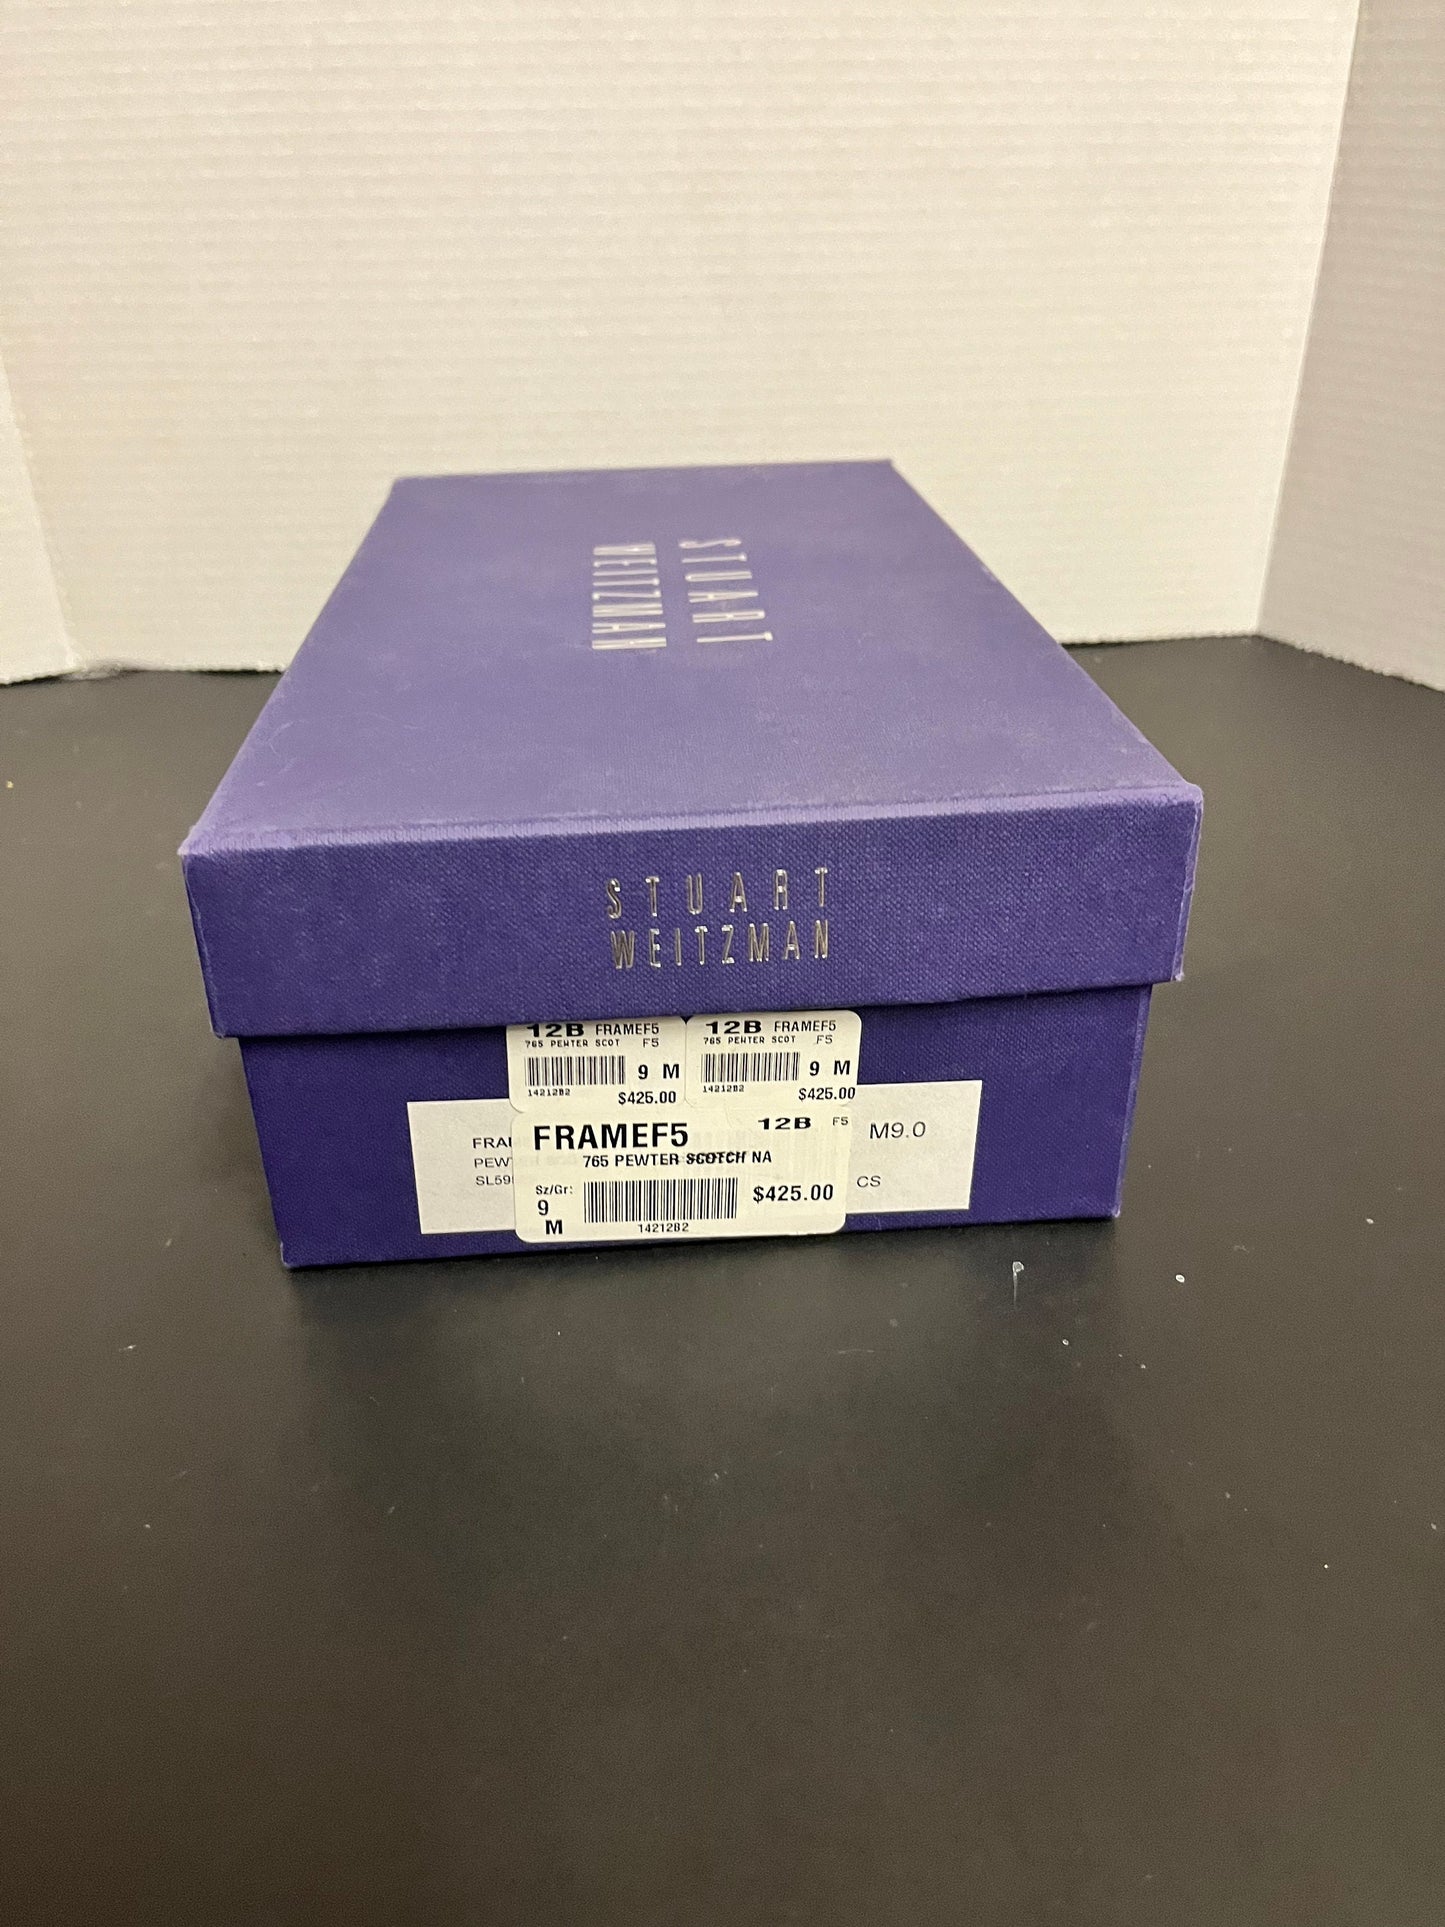 STUART
WEITZMAN
STUART
WEITZMAN
12B FRAMEF5
765 PEWTER SCOT F5
9 M
1421282
$425.00
12B FRAMEF5
765 PEWTER SCOT F5
9 M
1421282
$425.00
FRAMEF5 12B F5
765 PEWTER SCOTCH NA
Sz/Gr:
9
M
$425.00
1421282
M9.0
CS